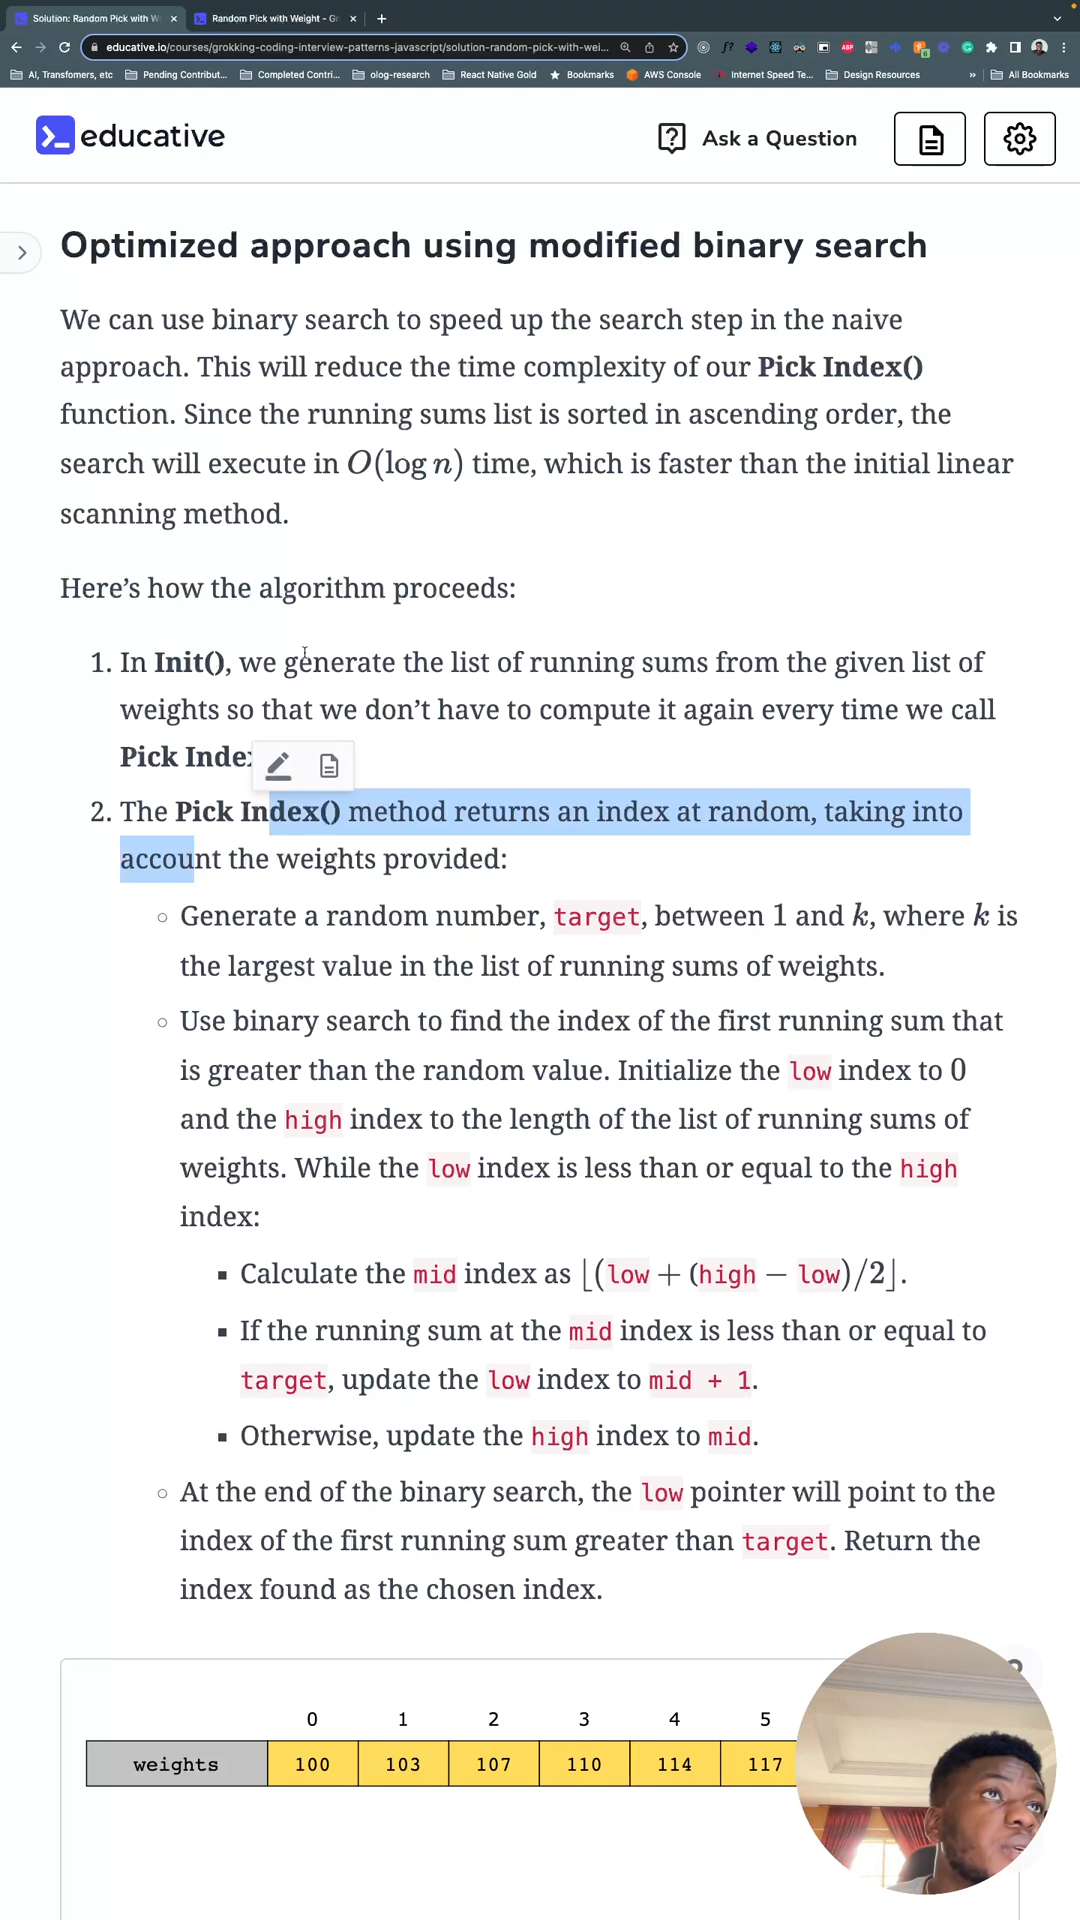 Solution: Random Pick with W
Random Pick with Weight - Gr
educative.io/courses/grokking-coding-interview-patterns-javascript/solution-random-pick-with-wei...
AI, Transfomers, etc
Pending Contribut...
Completed Contri...
olog-research
React Native Gold
Bookmarks
AWS Console
Internet Speed Te...
Design Resources
»
All Bookmarks
educative
Ask a Question
Optimized approach using modified binary search
We can use binary search to speed up the search step in the naive
approach. This will reduce the time complexity of our Pick Index()
function. Since the running sums list is sorted in ascending order, the
search will execute in O(log n) time, which is faster than the initial linear
scanning method.
Here's how the algorithm proceeds:
1. In Init(), we generate the list of running sums from the given list of
weights so that we don't have to compute it again every time we call
Pick Inde
2. The Pick Index() method returns an index at random, taking into
account the weights provided:
○ Generate a random number, target, between 1 and k, where k is
the largest value in the list of running sums of weights.
○ Use binary search to find the index of the first running sum that
is greater than the random value. Initialize the low index to 0
and the high index to the length of the list of running sums of
weights. While the low index is less than or equal to the high
index:
▪ Calculate the mid index as ⌊(low + (high − low)/2⌋.
▪ If the running sum at the mid index is less than or equal to
target, update the low index to mid + 1.
▪ Otherwise, update the high index to mid.
○ At the end of the binary search, the low pointer will point to the
index of the first running sum greater than target. Return the
index found as the chosen index.
0 1 2 3 4 5
weights 100 103 107 110 114 117